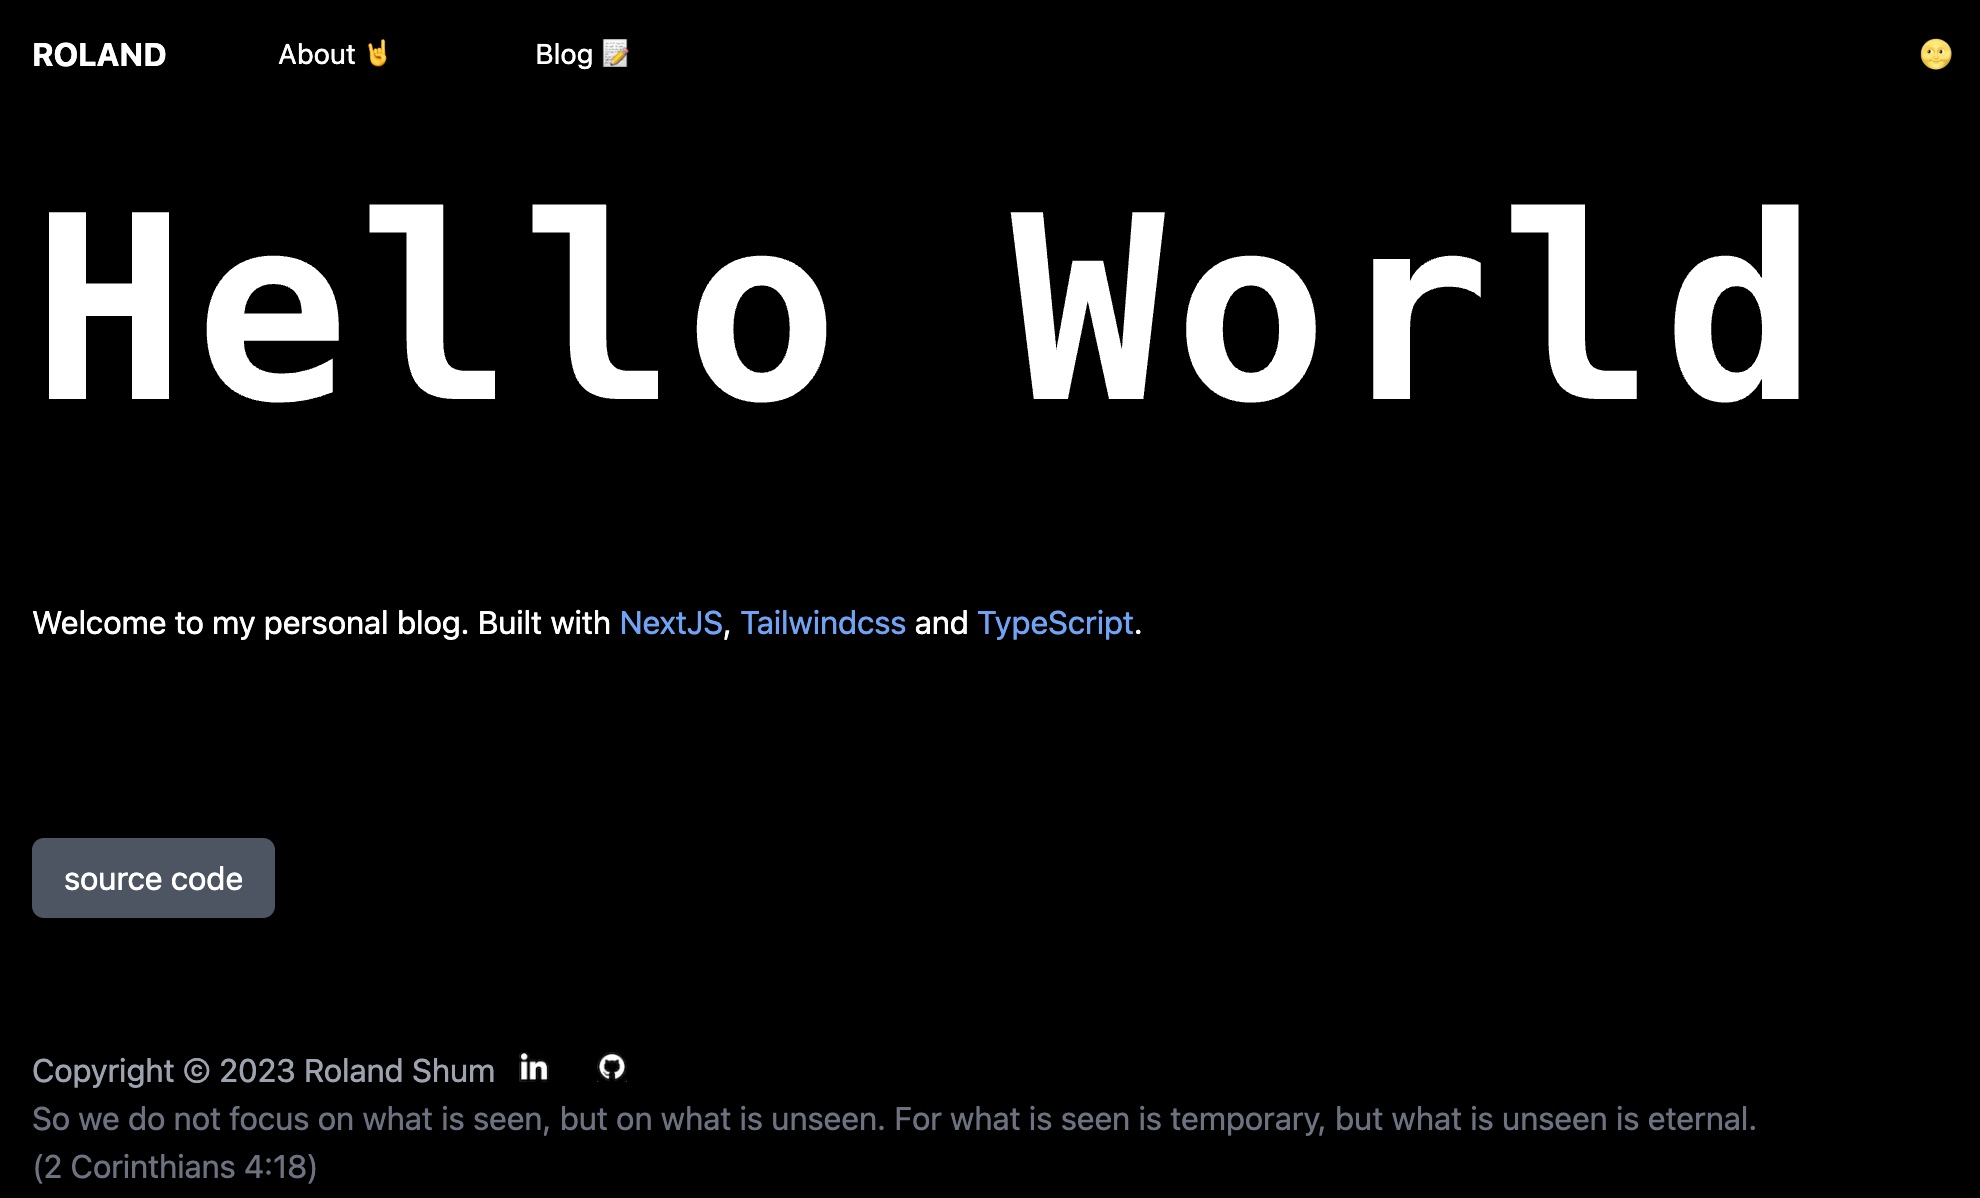 ROLAND
About 🤘
Blog 📝
Hello World
Welcome to my personal blog. Built with NextJS, Tailwindcss and TypeScript.
source code
Copyright © 2023 Roland Shum in
So we do not focus on what is seen, but on what is unseen. For what is seen is temporary, but what is unseen is eternal.
(2 Corinthians 4:18)